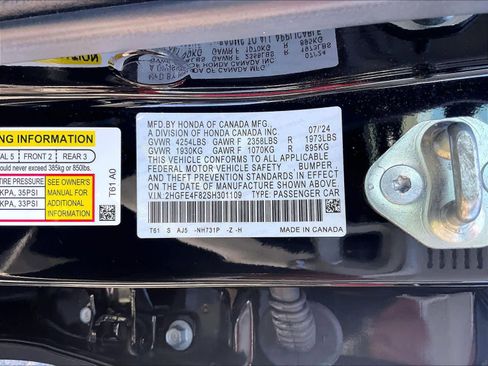 NG INFORMATION
AL 5 | FRONT 2 | REAR 3
OULD NEVER EXCEED 385kg or 850lbs.
RE PRESSURE
KPA, 35PSI
KPA, 33PSI
SEE OWNER'S
MANUAL FOR
ADDITIONAL
INFORMATION
T61 A0
MFD. BY HONDA OF CANADA MFG., 07/'24
A DIVISION OF HONDA CANADA INC
GVWR 4254LBS GAWR F 2358LBS R 1973LBS
GVWR 1930KG GAWR F 1070KG R 895KG
THIS VEHICLE CONFORMS TO ALL APPLICABLE
FEDERAL MOTOR VEHICLE SAFETY, BUMPER,
AND THEFT PREVENTION STANDARDS IN EFFECT
ON THE DATE OF MANUFACTURE SHOWN ABOVE.
V.I.N: 2HGFE4F82SH301109 TYPE: PASSENGER CAR
T61 S AJ5 -NH731P -Z -H MADE IN CANADA